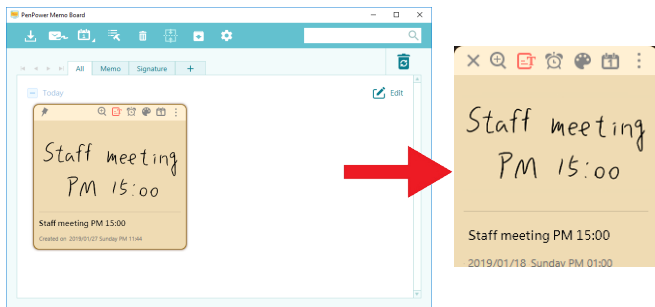 PenPower Memo Board
All
Memo
Signature
+
Today
Edit
Staff meeting
PM 15:00
Staff meeting PM 15:00
Created on 2019/01/27 Sunday PM 11:44
Staff meeting
PM 15:00
Staff meeting PM 15:00
2019/01/18 Sunday PM 01:00